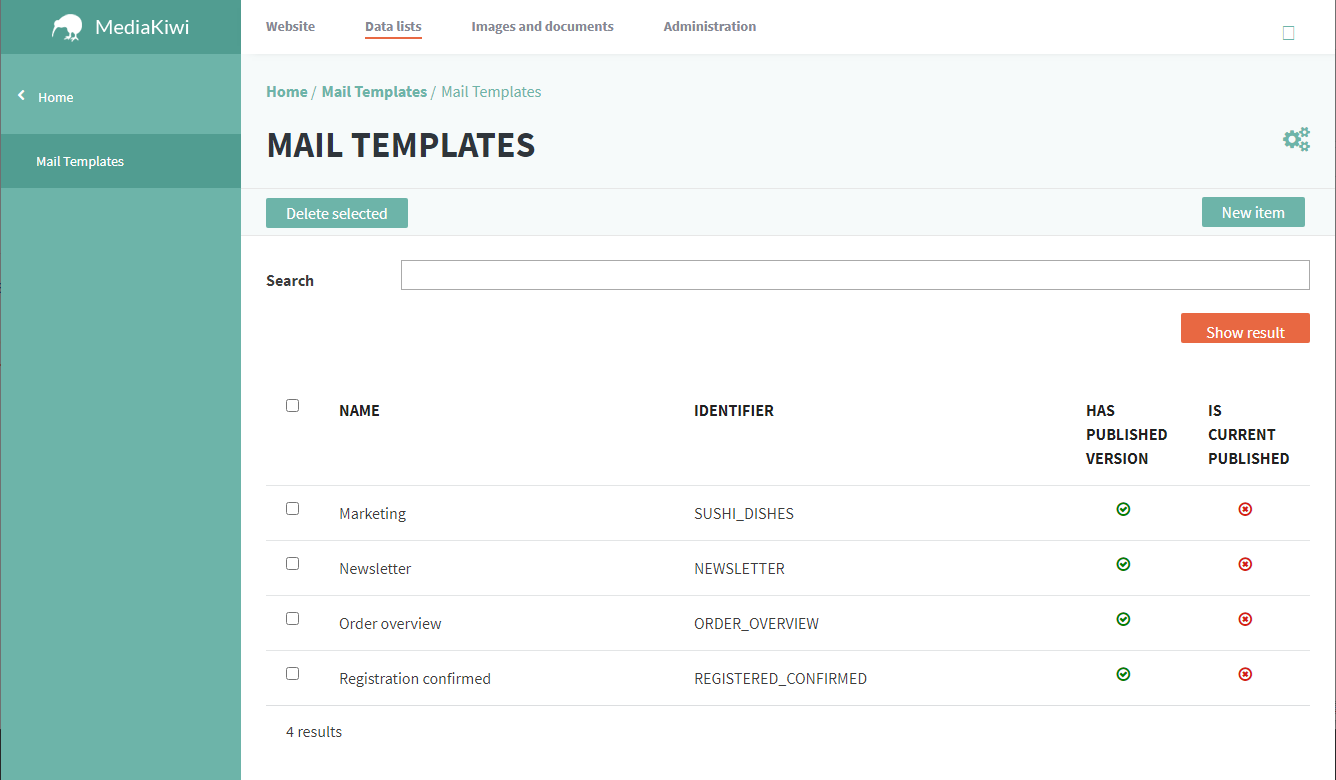 MediaKiwi
Website Data lists Images and documents Administration
Home
Mail Templates
Home / Mail Templates / Mail Templates
MAIL TEMPLATES
Delete selected New item
Search
Show result
NAME IDENTIFIER HAS PUBLISHED VERSION IS CURRENT PUBLISHED
Marketing SUSHI_DISHES
Newsletter NEWSLETTER
Order overview ORDER_OVERVIEW
Registration confirmed REGISTERED_CONFIRMED
4 results